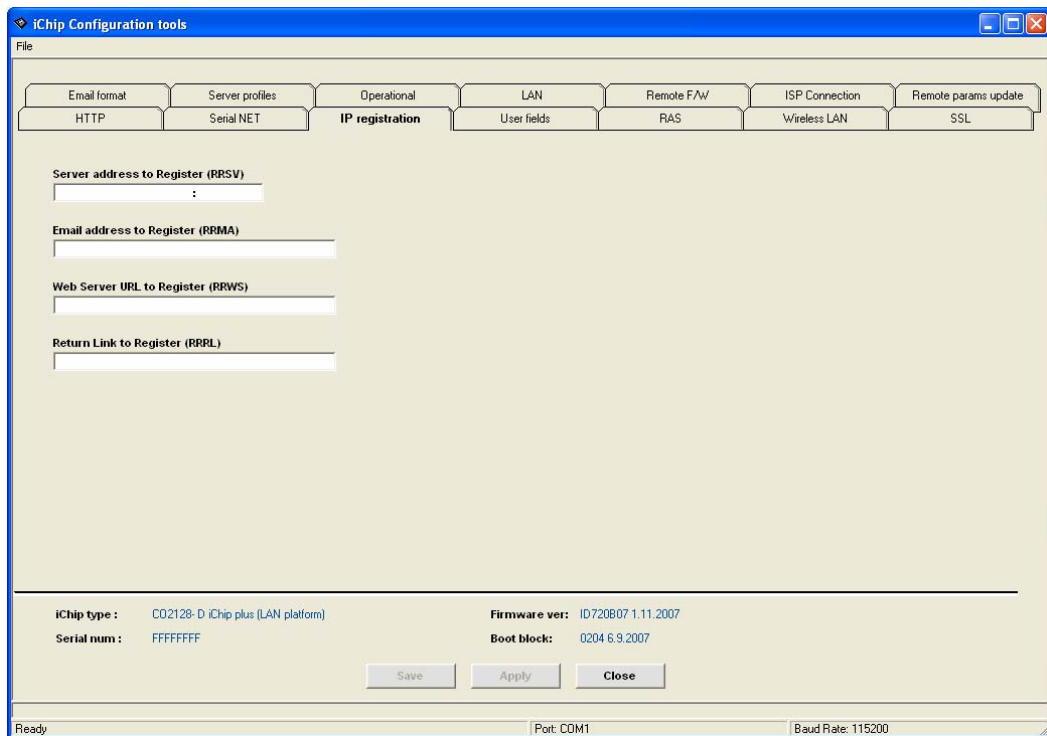 iChip Configuration tools
File
Email format Server profiles Operational LAN Remote F/W ISP Connection Remote params update
HTTP Serial NET IP registration User fields RAS Wireless LAN SSL
Server address to Register (RRSV)
:
Email address to Register (RRMA)
Web Server URL to Register (RRWS)
Return Link to Register (RRRL)
iChip type : CO2128- D iChip plus (LAN platform) Firmware ver: ID720B07 1.11.2007
Serial num : FFFFFFFF Boot block: 0204 6.9.2007
Save Apply Close
Ready Port: COM1 Baud Rate: 115200